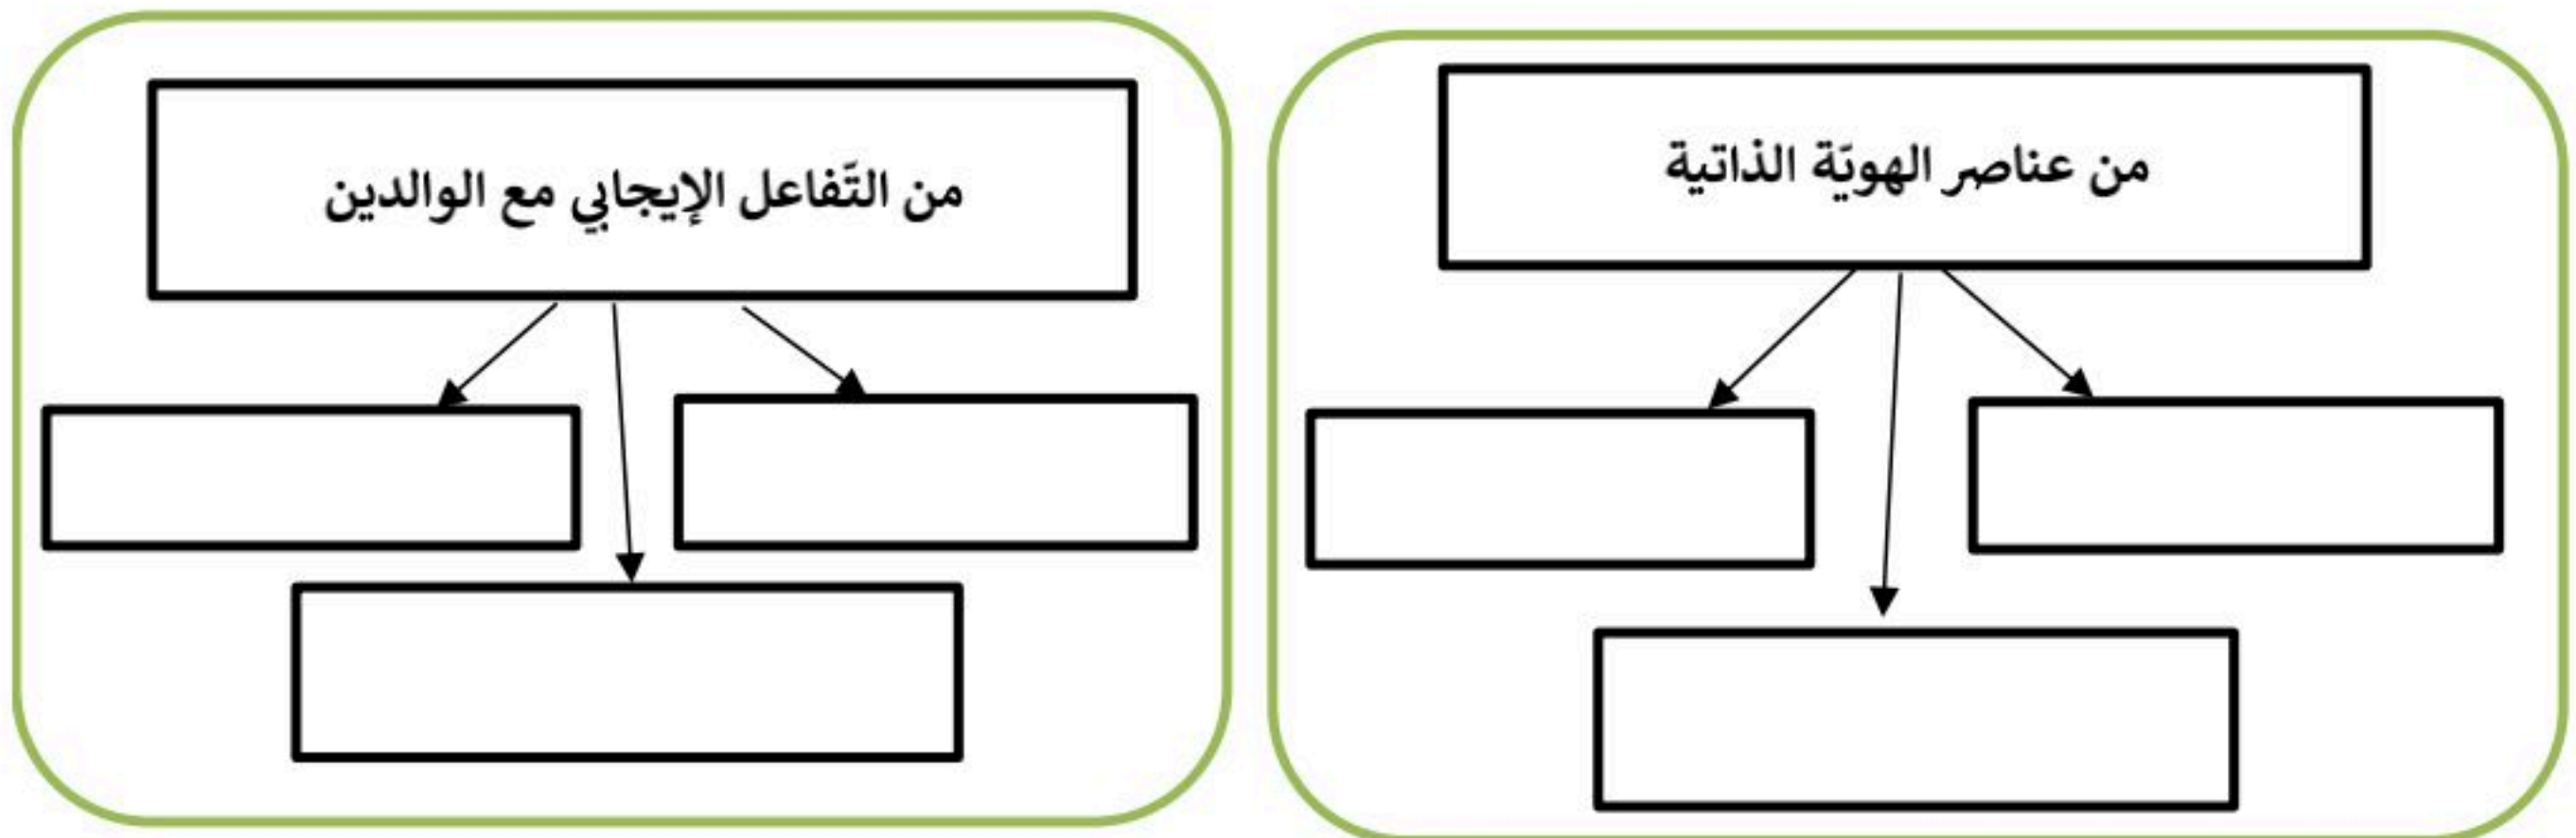 من عناصر الهويّة الذاتية
من التّفاعل الإيجابي مع الوالدين